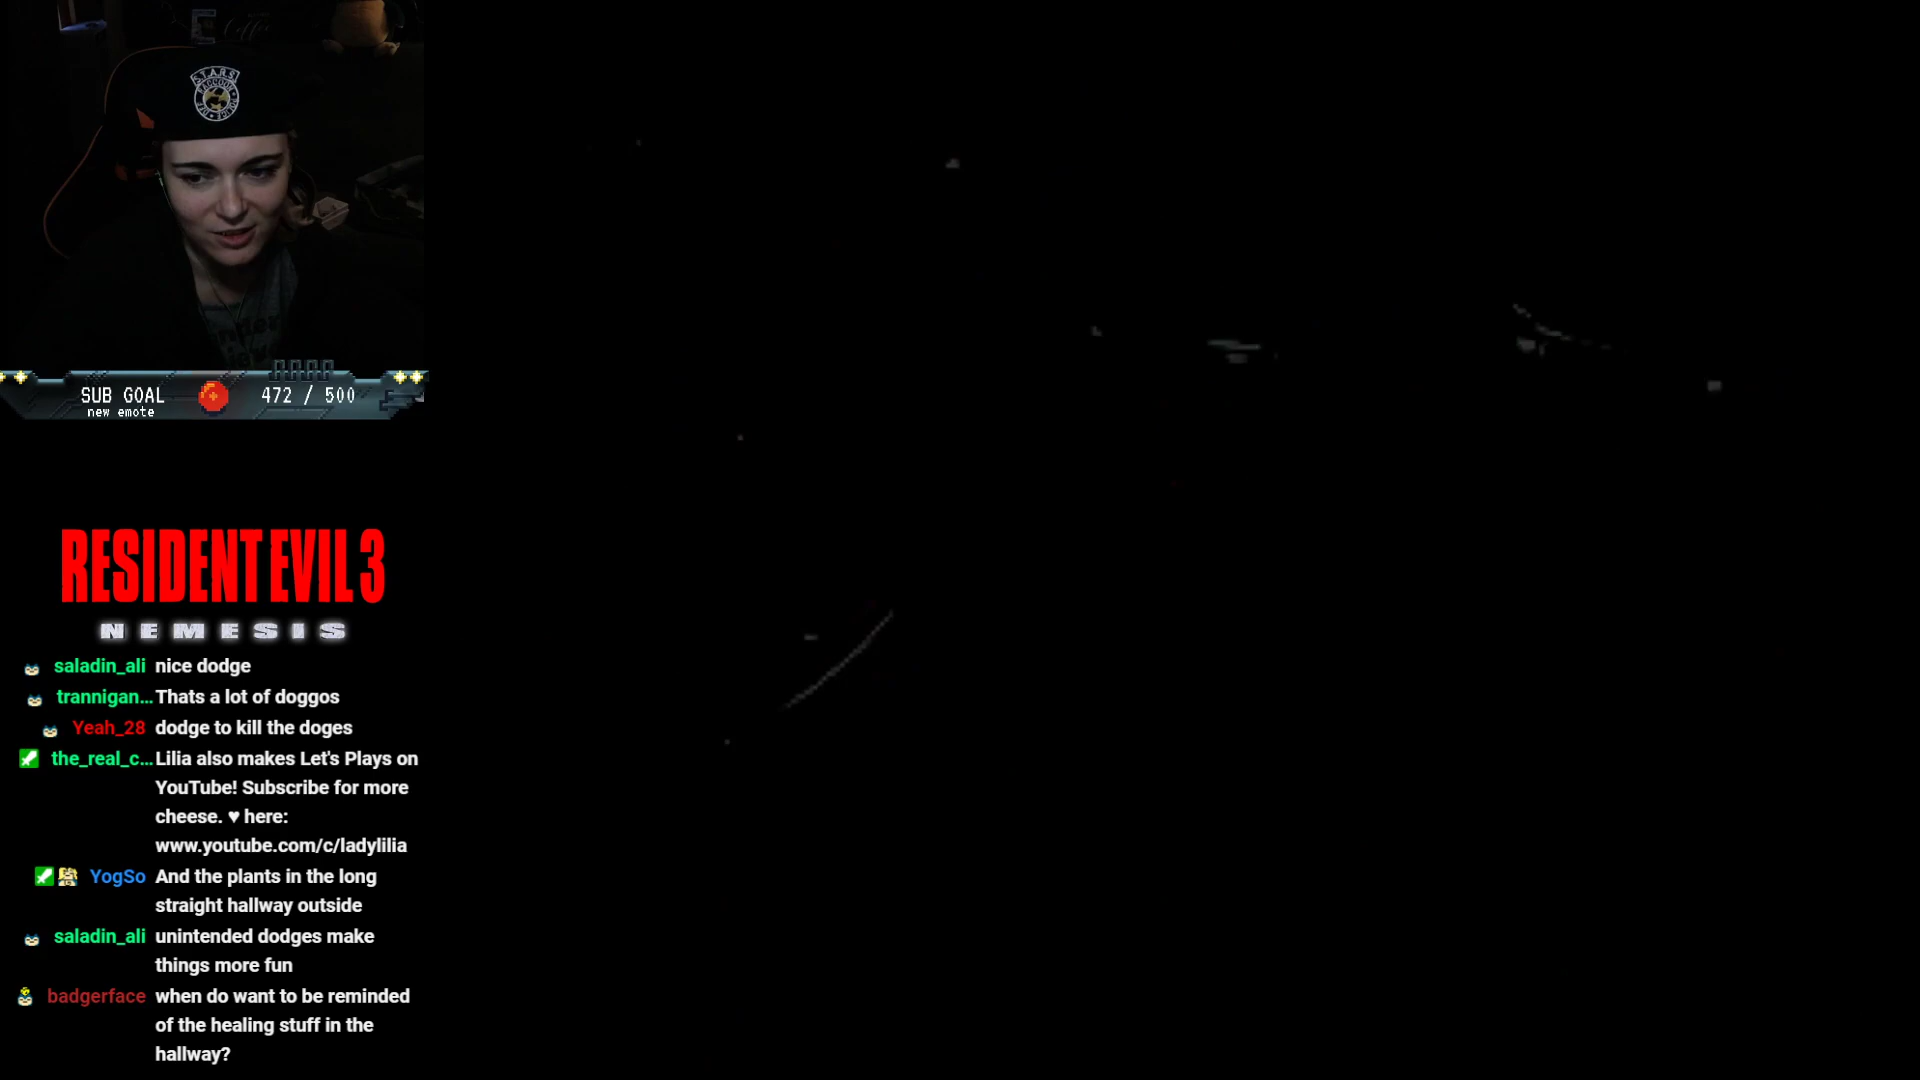 Coffee
S.T.A.R.S.
RACCOON
POLICE
SUB GOAL
472 / 500
new emote
RESIDENT EVIL 3
NEMESIS
saladin_ali nice dodge
trannigan... Thats a lot of doggos
Yeah_28 dodge to kill the doges
the_real_c... Lilia also makes Let's Plays on
YouTube! Subscribe for more
cheese. ♥ here:
www.youtube.com/c/ladylilia
YogSo And the plants in the long
straight hallway outside
saladin_ali unintended dodges make
things more fun
badgerface when do want to be reminded
of the healing stuff in the
hallway?